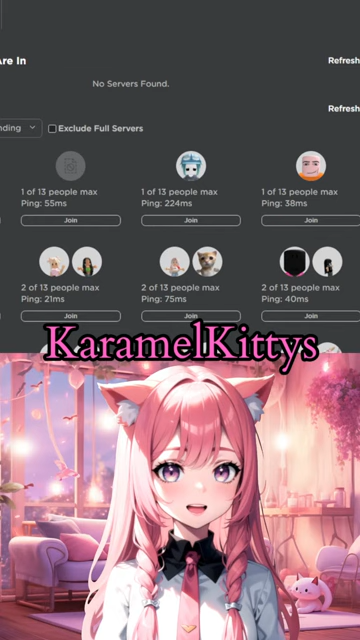 Are In
Refresh
No Servers Found.
Refresh
nding
Exclude Full Servers
1 of 13 people max
Ping: 55ms
Join
1 of 13 people max
Ping: 224ms
Join
1 of 13 people max
Ping: 38ms
Join
2 of 13 people max
Ping: 21ms
Join
2 of 13 people max
Ping: 75ms
Join
2 of 13 people max
Ping: 40ms
Join
KaramelKittys